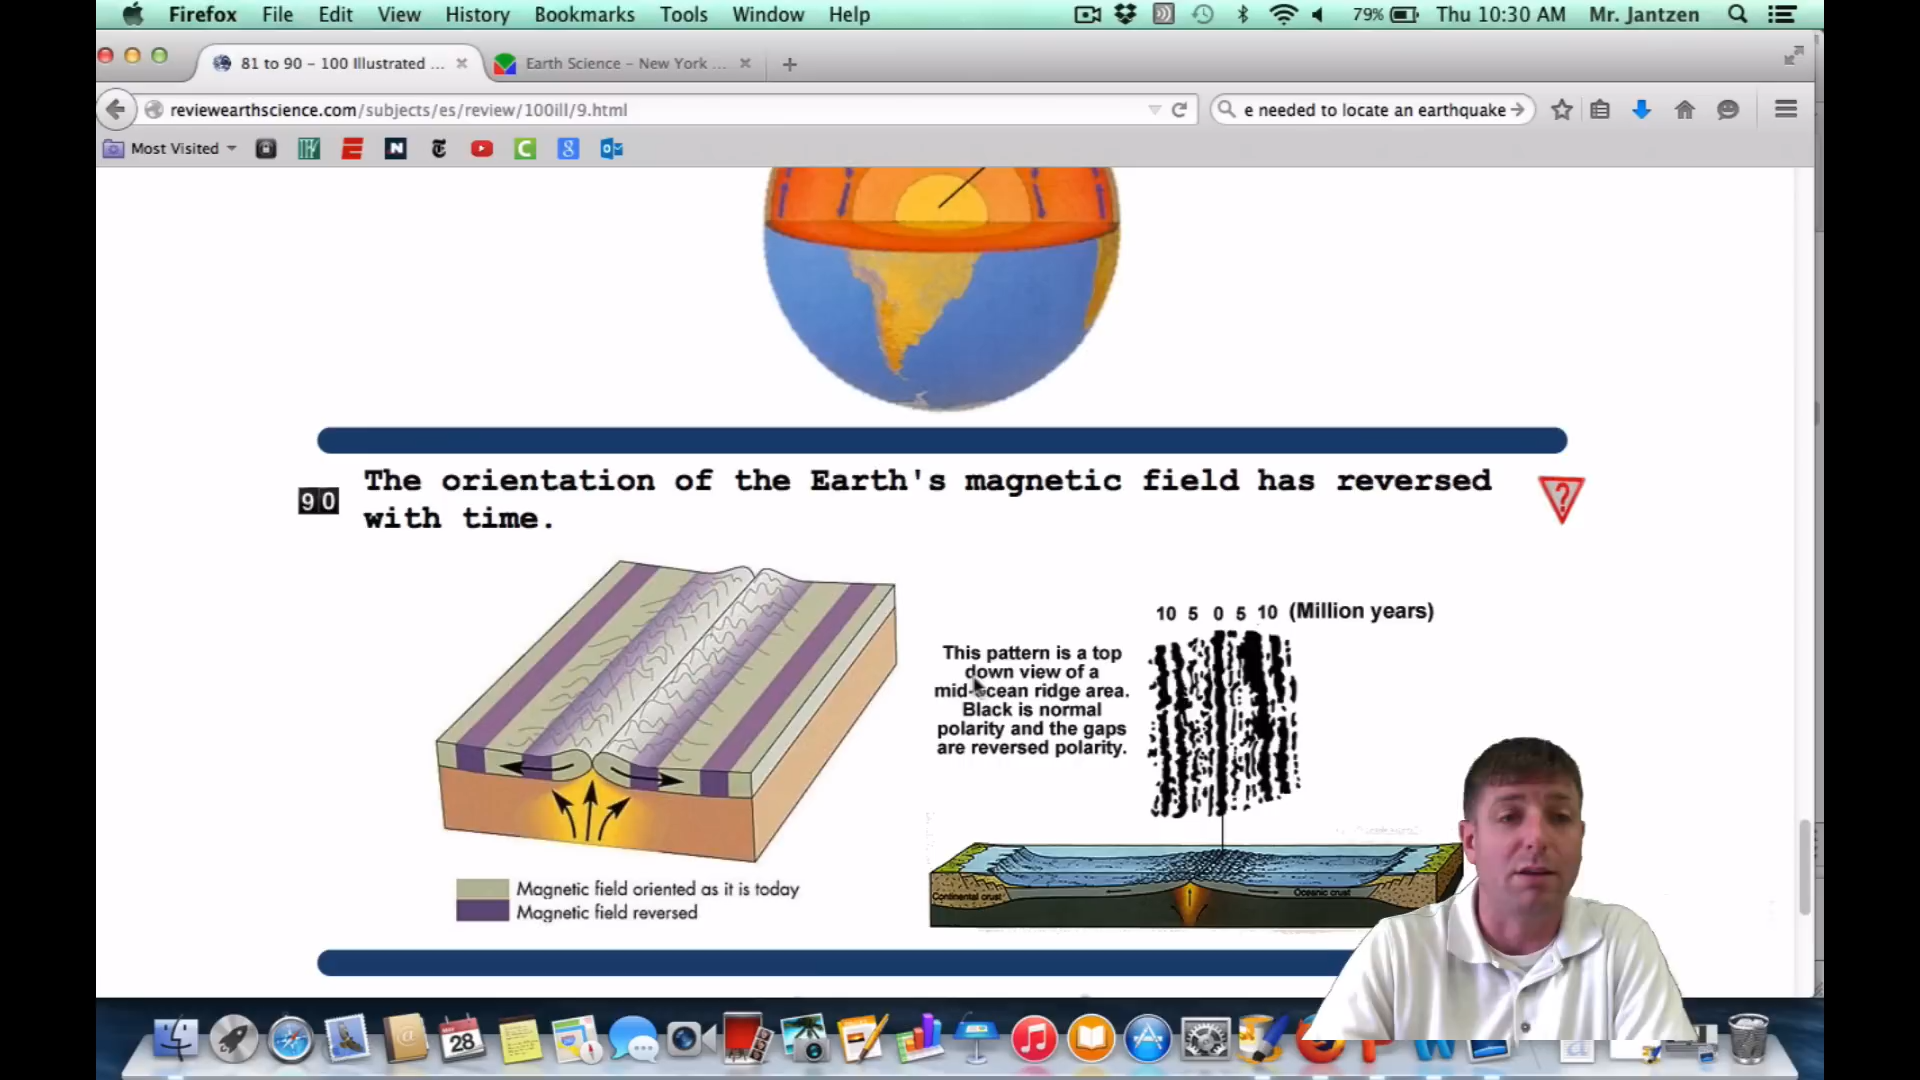 Firefox File Edit View History Bookmarks Tools Window Help 79% Thu 10:30 AM Mr. Jantzen
81 to 90 – 100 Illustrated ... Earth Science – New York ...
reviewearthscience.com/subjects/es/review/100ill/9.html e needed to locate an earthquake
Most Visited
90 The orientation of the Earth's magnetic field has reversed
with time.
10 5 0 5 10 (Million years)
This pattern is a top
down view of a
mid-ocean ridge area.
Black is normal
polarity and the gaps
are reversed polarity.
Magnetic field oriented as it is today
Magnetic field reversed
Continental crust
Oceanic crust
28